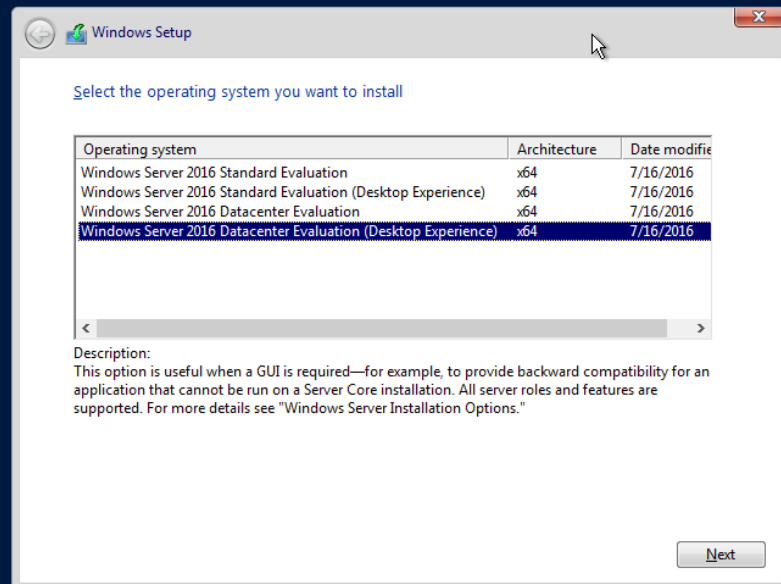 Windows Setup
Select the operating system you want to install
Operating system Architecture Date modifie
Windows Server 2016 Standard Evaluation x64 7/16/2016
Windows Server 2016 Standard Evaluation (Desktop Experience) x64 7/16/2016
Windows Server 2016 Datacenter Evaluation x64 7/16/2016
Windows Server 2016 Datacenter Evaluation (Desktop Experience) x64 7/16/2016
Description:
This option is useful when a GUI is required—for example, to provide backward compatibility for an
application that cannot be run on a Server Core installation. All server roles and features are
supported. For more details see "Windows Server Installation Options."
Next